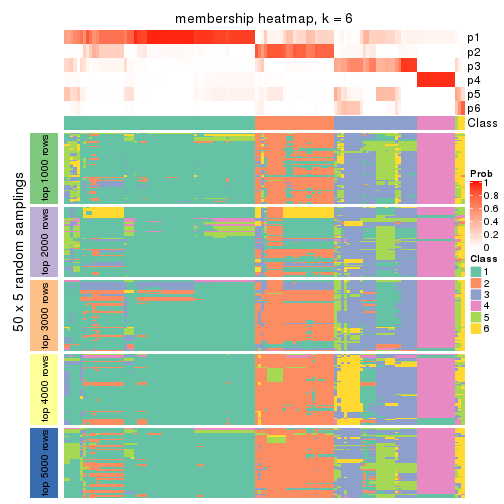 membership heatmap, k = 6
p1
p2
p3
p4
p5
p6
Class
50 x 5 random samplings
top 1000 rows
top 2000 rows
top 3000 rows
top 4000 rows
top 5000 rows
Prob
1
0.8
0.6
0.4
0.2
0
Class
1
2
3
4
5
6